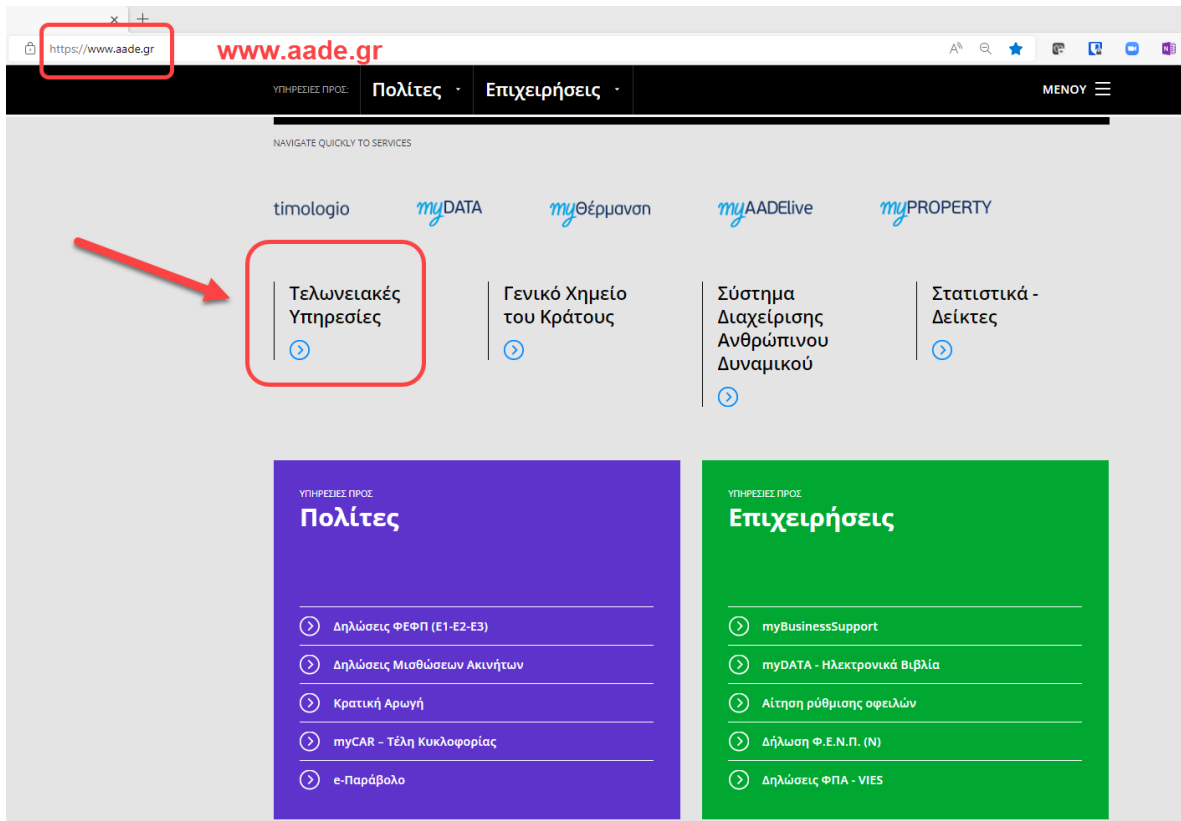 https://www.aade.gr
www.aade.gr
ΥΠΗΡΕΣΙΕΣ ΠΡΟΣ:
Πολίτες
Επιχειρήσεις
ΜΕΝΟΥ
NAVIGATE QUICKLY TO SERVICES
timologio
myDATA
myΘέρμανση
myAADElive
myPROPERTY
Τελωνειακές
Υπηρεσίες
Γενικό Χημείο
του Κράτους
Σύστημα
Διαχείρισης
Ανθρώπινου
Δυναμικού
Στατιστικά -
Δείκτες
ΥΠΗΡΕΣΙΕΣ ΠΡΟΣ
Πολίτες
Δηλώσεις ΦΕΦΠ (Ε1-Ε2-Ε3)
Δηλώσεις Μισθώσεων Ακινήτων
Κρατική Αρωγή
myCAR – Τέλη Κυκλοφορίας
e-Παράβολο
ΥΠΗΡΕΣΙΕΣ ΠΡΟΣ
Επιχειρήσεις
myBusinessSupport
myDATA - Ηλεκτρονικά Βιβλία
Αίτηση ρύθμισης οφειλών
Δήλωση Φ.Ε.Ν.Π. (Ν)
Δηλώσεις ΦΠΑ - VIES